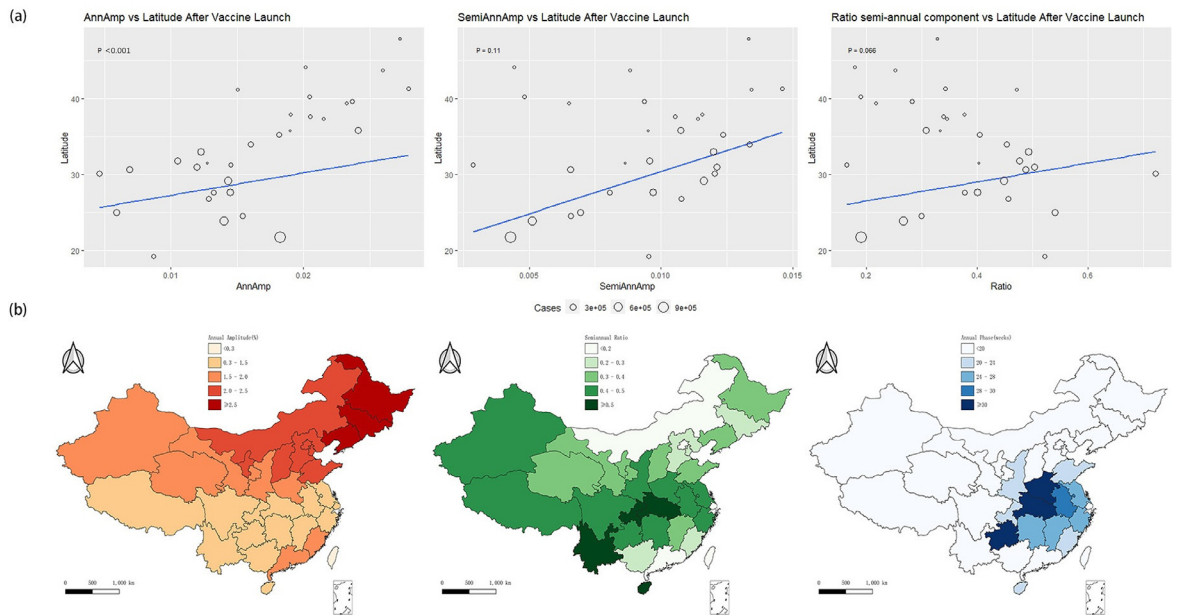 (a)
AnnAmp vs Latitude After Vaccine Launch
P <0.001
Latitude
40
30
20
0.01
0.02
AnnAmp
SemiAnnAmp vs Latitude After Vaccine Launch
P = 0.11
Latitude
40
30
20
0.005
0.010
0.015
SemiAnnAmp
Ratio semi-annual component vs Latitude After Vaccine Launch
P = 0.066
Latitude
40
30
20
0.2
0.4
0.6
Ratio
Cases 3e+05 6e+05 9e+05
(b)
Annual Amplitude(%)
<0.3
0.3 - 1.5
1.5 - 2.0
2.0 - 2.5
≥2.5
0 500 1,000 km
Semiannual Ratio
<0.2
0.2 - 0.3
0.3 - 0.4
0.4 - 0.5
≥0.5
0 500 1,000 km
Annual Phase(weeks)
<20
20 - 24
24 - 28
28 - 30
≥30
0 500 1,000 km